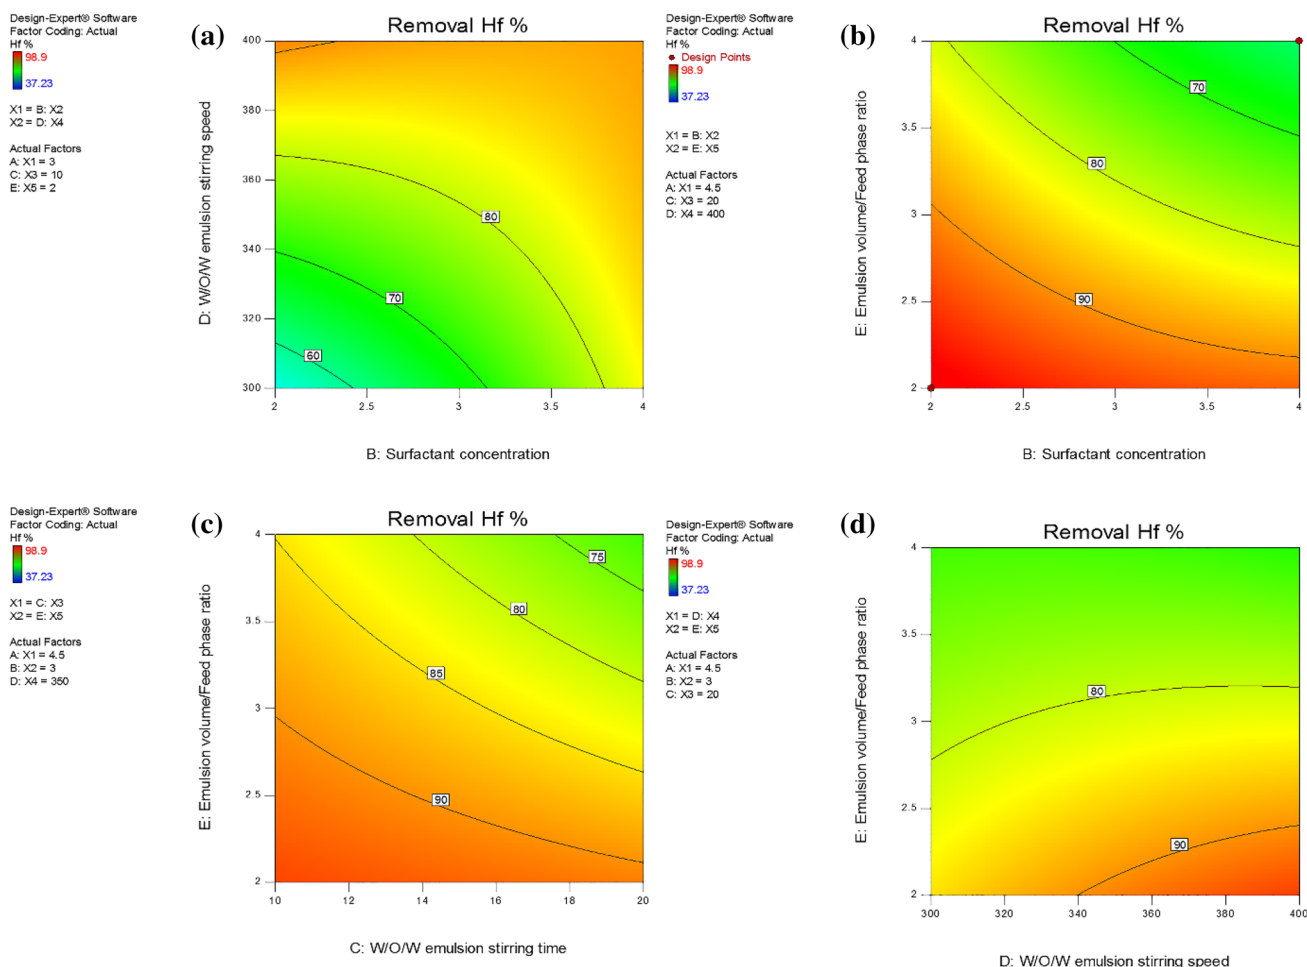 Design-Expert® Software
Factor Coding: Actual
Hf %
98.9
37.23
X1 = B: X2
X2 = D: X4
Actual Factors
A: X1 = 3
C: X3 = 10
E: X5 = 2
(a)
Removal Hf %
D: W/O/W emulsion stirring speed
400
380
360
340
320
300
80
70
60
2
2.5
3
3.5
4
B: Surfactant concentration
Design-Expert® Software
Factor Coding: Actual
Hf %
Design Points
98.9
37.23
X1 = B: X2
X2 = E: X5
Actual Factors
A: X1 = 4.5
C: X3 = 20
D: X4 = 400
(b)
Removal Hf %
E: Emulsion volume/Feed phase ratio
4
3.5
3
2.5
2
70
80
90
2
2.5
3
3.5
4
B: Surfactant concentration
Design-Expert® Software
Factor Coding: Actual
Hf %
98.9
37.23
X1 = C: X3
X2 = E: X5
Actual Factors
A: X1 = 4.5
B: X2 = 3
D: X4 = 350
(c)
Removal Hf %
E: Emulsion volume/Feed phase ratio
4
3.5
3
2.5
2
75
80
85
90
10
12
14
16
18
20
C: W/O/W emulsion stirring time
Design-Expert® Software
Factor Coding: Actual
Hf %
98.9
37.23
X1 = D: X4
X2 = E: X5
Actual Factors
A: X1 = 4.5
B: X2 = 3
C: X3 = 20
(d)
Removal Hf %
E: Emulsion volume/Feed phase ratio
4
3.5
3
2.5
2
80
90
300
320
340
360
380
400
D: W/O/W emulsion stirring speed